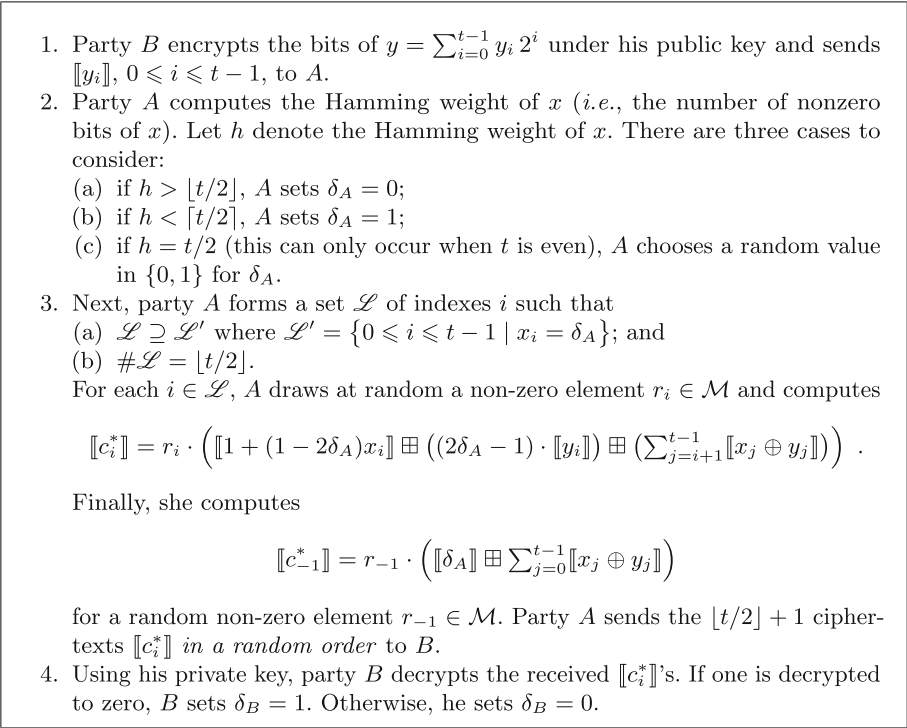 1. Party B encrypts the bits of y = ∑_{i=0}^{t−1} y_i 2^i under his public key and sends
⟦y_i⟧, 0 ⩽ i ⩽ t − 1, to A.
2. Party A computes the Hamming weight of x (i.e., the number of nonzero
bits of x). Let h denote the Hamming weight of x. There are three cases to
consider:
(a) if h > ⌊t/2⌋, A sets δ_A = 0;
(b) if h < ⌈t/2⌉, A sets δ_A = 1;
(c) if h = t/2 (this can only occur when t is even), A chooses a random value
in {0, 1} for δ_A.
3. Next, party A forms a set ℒ of indexes i such that
(a) ℒ ⊇ ℒ′ where ℒ′ = {0 ⩽ i ⩽ t − 1 | x_i = δ_A}; and
(b) #ℒ = ⌊t/2⌋.
For each i ∈ ℒ, A draws at random a non-zero element r_i ∈ ℳ and computes
⟦c_i^*⟧ = r_i · (⟦1 + (1 − 2δ_A)x_i⟧ ⊞ ((2δ_A − 1) · ⟦y_i⟧) ⊞ (∑_{j=i+1}^{t−1}⟦x_j ⊕ y_j⟧)) .
Finally, she computes
⟦c_{−1}^*⟧ = r_{−1} · (⟦δ_A⟧ ⊞ ∑_{j=0}^{t−1}⟦x_j ⊕ y_j⟧)
for a random non-zero element r_{−1} ∈ ℳ. Party A sends the ⌊t/2⌋ + 1 cipher-
texts ⟦c_i^*⟧ in a random order to B.
4. Using his private key, party B decrypts the received ⟦c_i^*⟧'s. If one is decrypted
to zero, B sets δ_B = 1. Otherwise, he sets δ_B = 0.